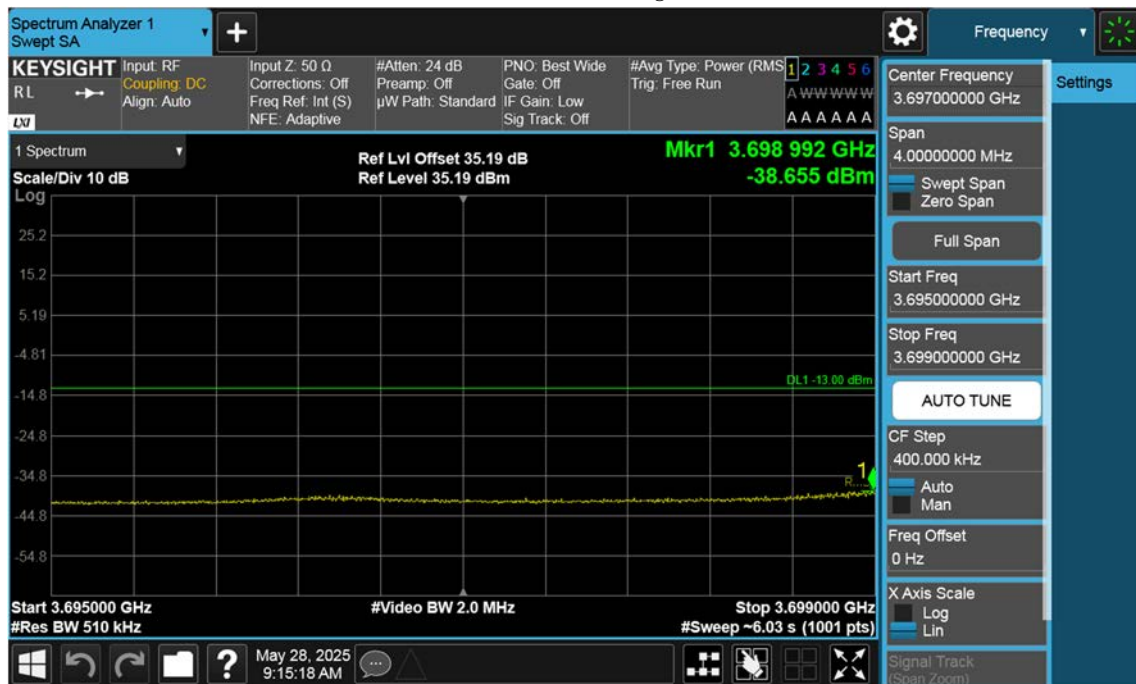 Spectrum Analyzer 1
Swept SA
Frequency
KEYSIGHT
RL
LXI
Input: RF
Coupling: DC
Align: Auto
Input Z: 50 Ω
Corrections: Off
Freq Ref: Int (S)
NFE: Adaptive
#Atten: 24 dB
Preamp: Off
µW Path: Standard
PNO: Best Wide
Gate: Off
IF Gain: Low
Sig Track: Off
#Avg Type: Power (RMS
Trig: Free Run
1 2 3 4 5 6
A W W W W W
A A A A A A
1 Spectrum
Scale/Div 10 dB
Log
Ref Lvl Offset 35.19 dB
Ref Level 35.19 dBm
Mkr1 3.698 992 GHz
-38.655 dBm
25.2
15.2
5.19
-4.81
-14.8
-24.8
-34.8
-44.8
-54.8
DL1 -13.00 dBm
1
Start 3.695000 GHz
#Res BW 510 kHz
#Video BW 2.0 MHz
Stop 3.699000 GHz
#Sweep ~6.03 s (1001 pts)
Center Frequency
3.697000000 GHz
Span
4.00000000 MHz
Swept Span
Zero Span
Full Span
Start Freq
3.695000000 GHz
Stop Freq
3.699000000 GHz
AUTO TUNE
CF Step
400.000 kHz
Auto
Man
Freq Offset
0 Hz
X Axis Scale
Log
Lin
Signal Track
(Span Zoom)
Settings
?
May 28, 2025
9:15:18 AM